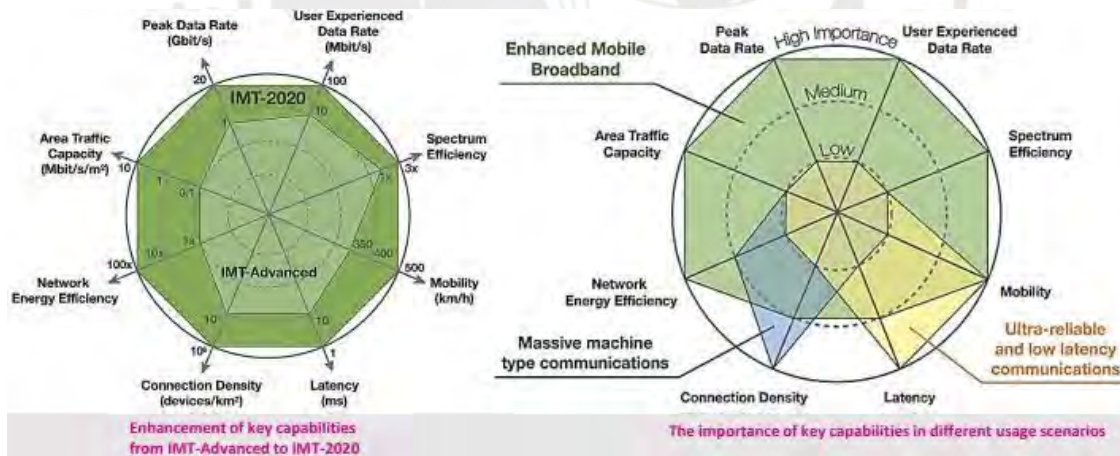 Peak Data Rate
(Gbit/s)
User Experienced
Data Rate
(Mbit/s)
20
100
IMT-2020
1
10
Area Traffic
Capacity
(Mbit/s/m²)
10
1
0.1
Spectrum
Efficiency
3x
1x
350
400
500
Mobility
(km/h)
100x
10x
1x
Network
Energy Efficiency
IMT-Advanced
10
1
Latency
(ms)
Connection Density
(devices/km²)
Enhancement of key capabilities
from IMT-Advanced to IMT-2020
Enhanced Mobile
Broadband
Peak
Data Rate
High Importance
User Experienced
Data Rate
Medium
Low
Area Traffic
Capacity
Spectrum
Efficiency
Network
Energy Efficiency
Mobility
Massive machine
type communications
Ultra-reliable
and low latency
communications
Connection Density
Latency
The importance of key capabilities in different usage scenarios